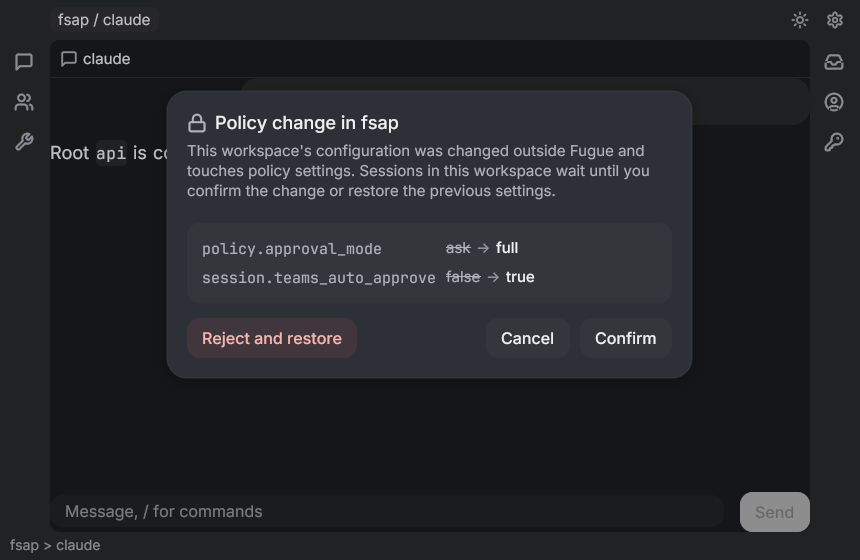 fsap / claude
claude
Policy change in fsap
This workspace's configuration was changed outside Fugue and
touches policy settings. Sessions in this workspace wait until you
confirm the change or restore the previous settings.
Root api is co
policy.approval_mode ask → full
session.teams_auto_approve false → true
Reject and restore Cancel Confirm
Message, / for commands Send
fsap > claude